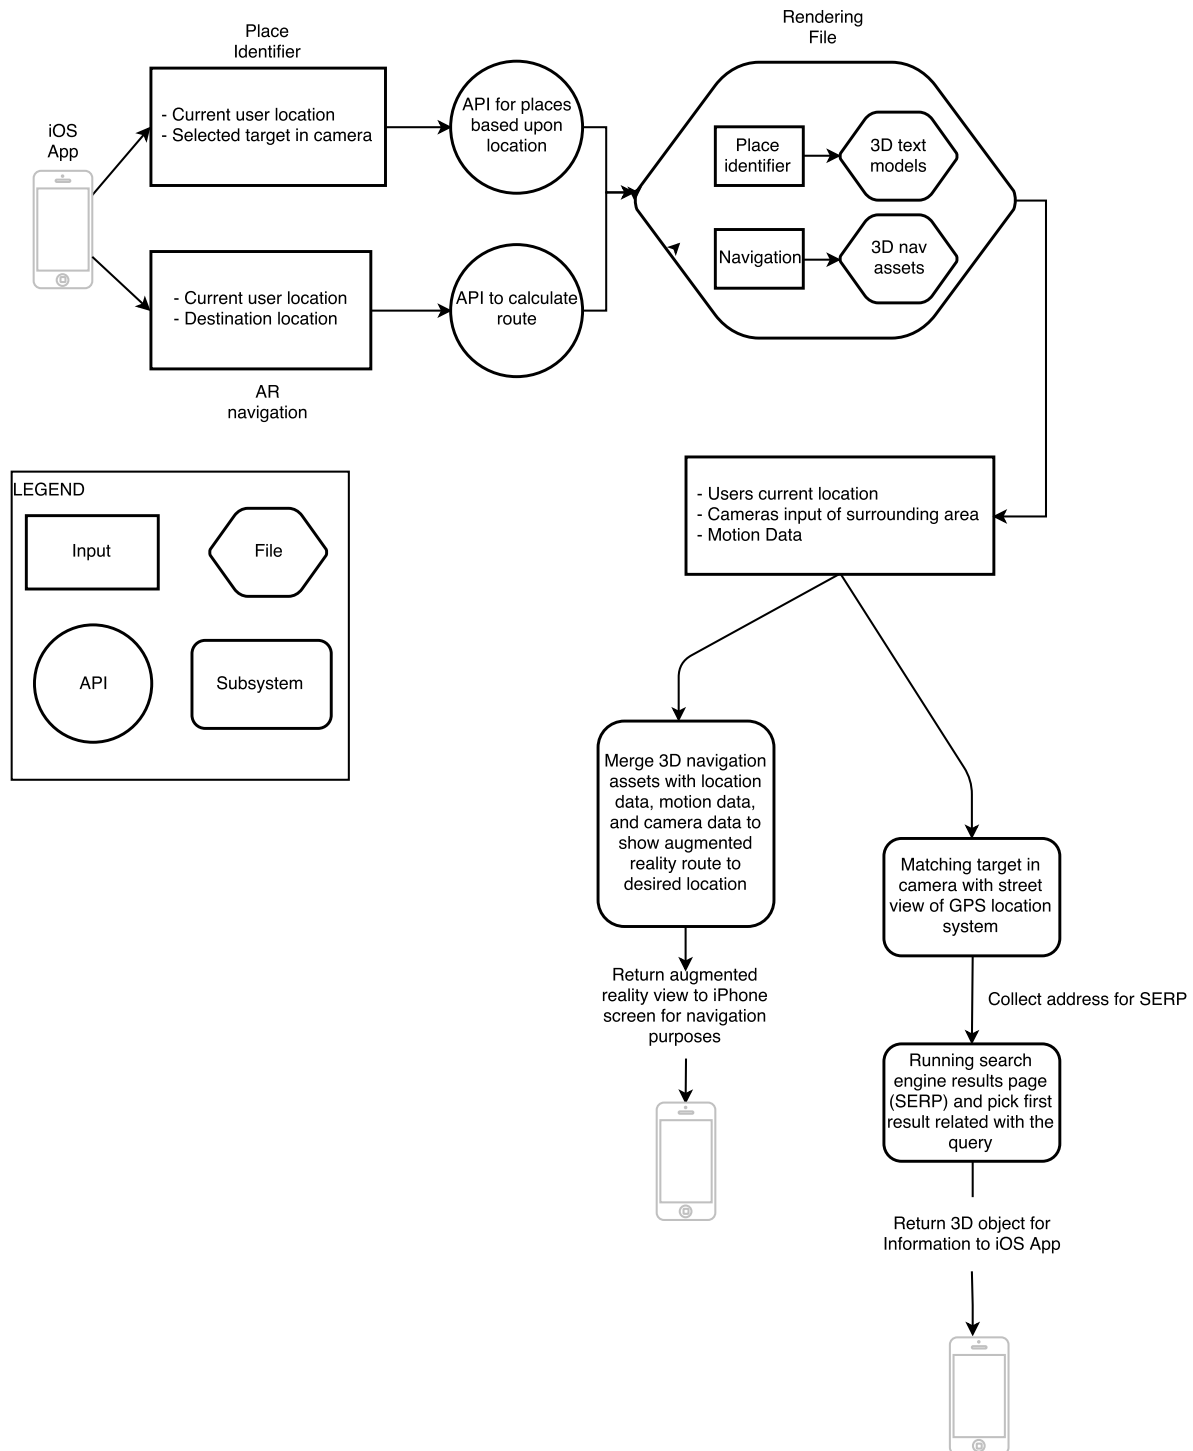 Place
Identifier
Rendering
File
iOS
App
- Current user location
- Selected target in camera
API for places
based upon
location
Place
identifier
3D text
models
Navigation
3D nav
assets
- Current user location
- Destination location
API to calculate
route
AR
navigation
LEGEND
Input
File
API
Subsystem
- Users current location
- Cameras input of surrounding area
- Motion Data
Merge 3D navigation
assets with location
data, motion data,
and camera data to
show augmented
reality route to
desired location
Return augmented
reality view to iPhone
screen for navigation
purposes
Matching target in
camera with street
view of GPS location
system
Collect address for SERP
Running search
engine results page
(SERP) and pick first
result related with the
query
Return 3D object for
Information to iOS App